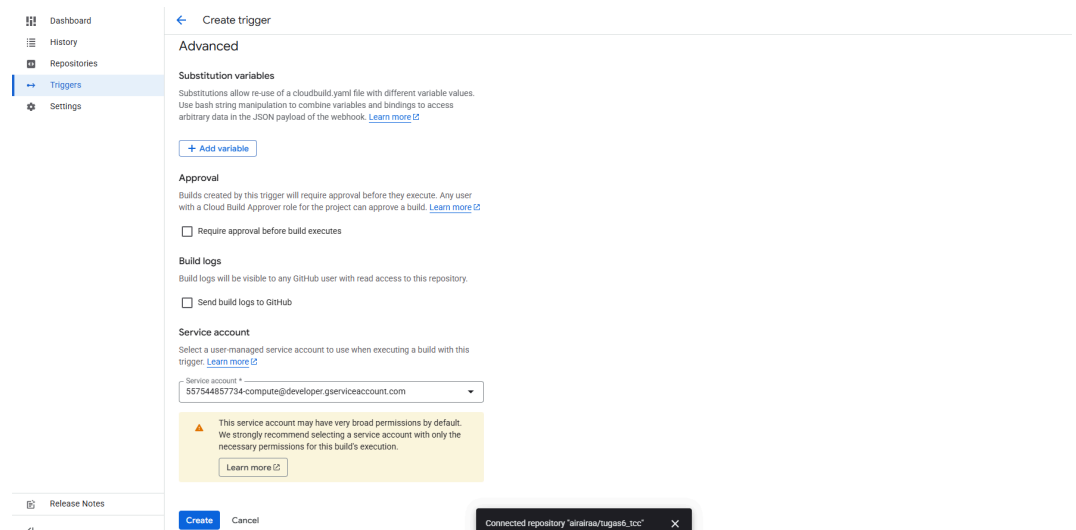 Dashboard
History
Repositories
Triggers
Settings
Release Notes
Create trigger
Advanced
Substitution variables
Substitutions allow re-use of a cloudbuild.yaml file with different variable values.
Use bash string manipulation to combine variables and bindings to access
arbitrary data in the JSON payload of the webhook. Learn more
+ Add variable
Approval
Builds created by this trigger will require approval before they execute. Any user
with a Cloud Build Approver role for the project can approve a build. Learn more
Require approval before build executes
Build logs
Build logs will be visible to any GitHub user with read access to this repository.
Send build logs to GitHub
Service account
Select a user-managed service account to use when executing a build with this
trigger. Learn more
Service account *
557544857734-compute@developer.gserviceaccount.com
This service account may have very broad permissions by default.
We strongly recommend selecting a service account with only the
necessary permissions for this build's execution.
Learn more
Create
Cancel
Connected repository "airairaa/tugas6_tcc"